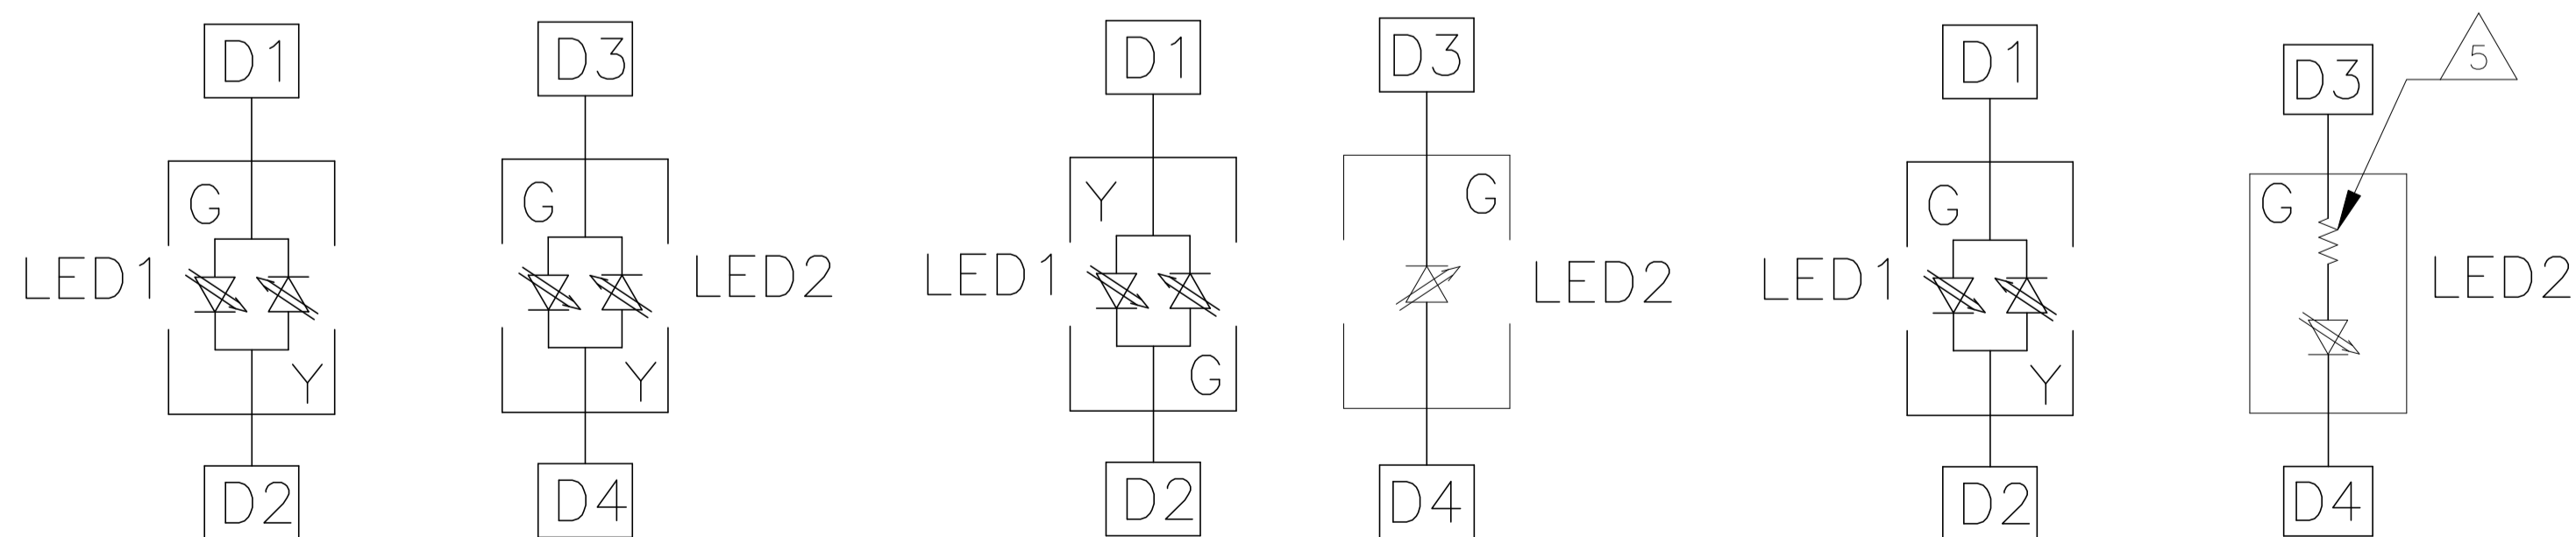 D1 D3 D1 D3 D1 D3 5
G G Y G G G
LED1 LED2 LED1 LED2 LED1 LED2
Y Y G Y
D2 D4 D2 D4 D2 D4